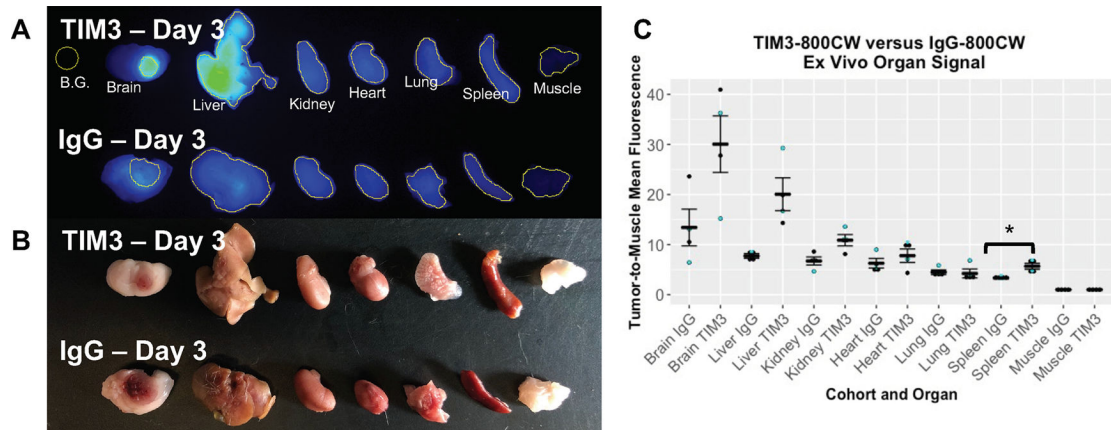 A
TIM3 – Day 3
B.G.
Brain
Liver
Kidney
Heart
Lung
Spleen
Muscle
IgG – Day 3
B
TIM3 – Day 3
IgG – Day 3
C
TIM3-800CW versus IgG-800CW
Ex Vivo Organ Signal
Tumor-to-Muscle Mean Fluorescence
40
30
20
10
0
*
Brain IgG
Brain TIM3
Liver IgG
Liver TIM3
Kidney IgG
Kidney TIM3
Heart IgG
Heart TIM3
Lung IgG
Lung TIM3
Spleen IgG
Spleen TIM3
Muscle IgG
Muscle TIM3
Cohort and Organ